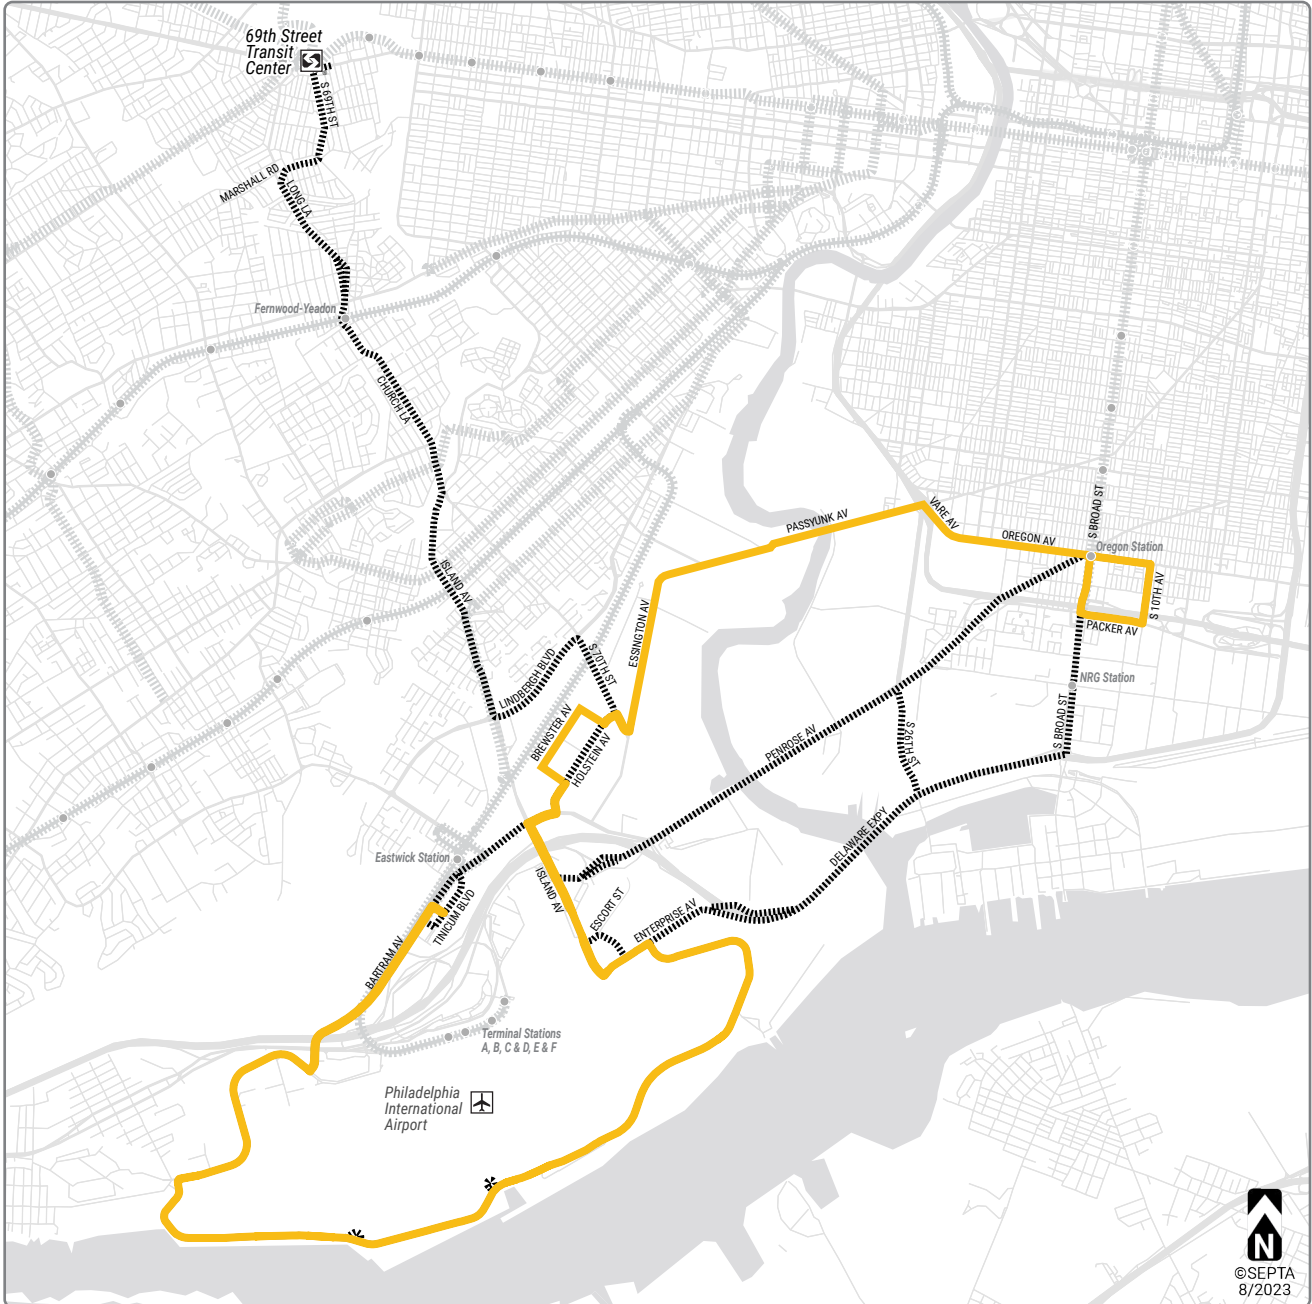 69th Street
Transit
Center
S 69TH ST
MARSHALL RD
LONG LA
Fernwood-Yeadon
CHURCH LA
ISLAND AV
LINDBERGH BLVD
S 70TH ST
ESSINGTON AV
PASSYUNK AV
VARE AV
OREGON AV
S BROAD ST
Oregon Station
S 10TH AV
PACKER AV
NRG Station
S BROAD ST
BREWSTER AV
HOLSTEIN AV
PENROSE AV
S 26TH ST
DELAWARE EXPY
Eastwick Station
TINICUM BLVD
ISLAND AV
ESCORT ST
ENTERPRISE AV
BARTRAM AV
Terminal Stations
A, B, C & D, E & F
Philadelphia
International
Airport
N
©SEPTA
8/2023